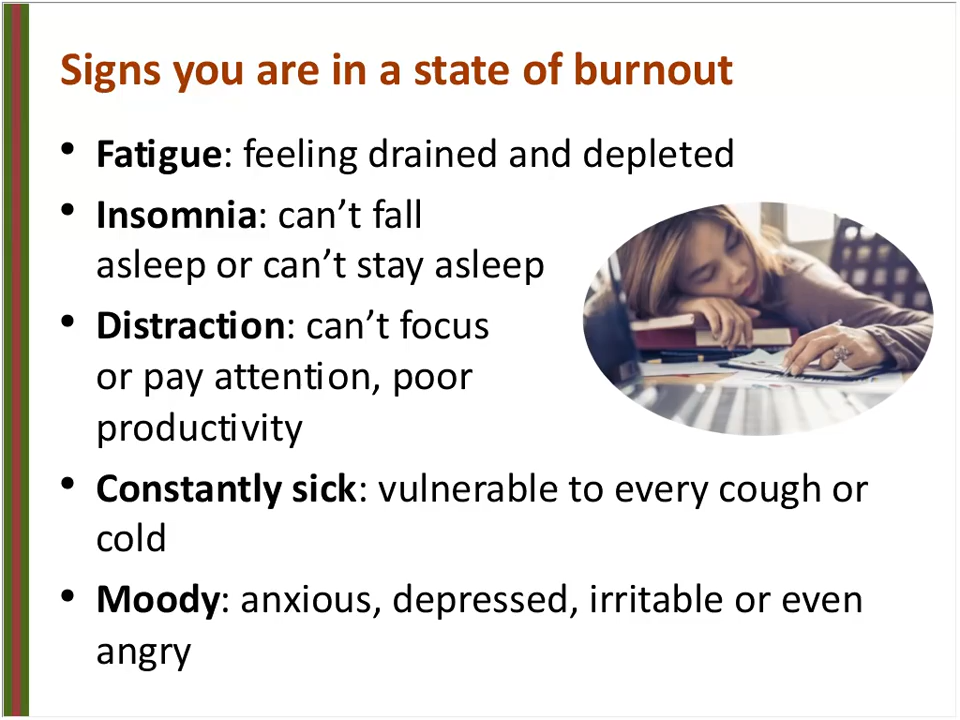 Signs you are in a state of burnout
• Fatigue: feeling drained and depleted
• Insomnia: can’t fall
asleep or can’t stay asleep
• Distraction: can’t focus
or pay attention, poor
productivity
• Constantly sick: vulnerable to every cough or
cold
• Moody: anxious, depressed, irritable or even
angry